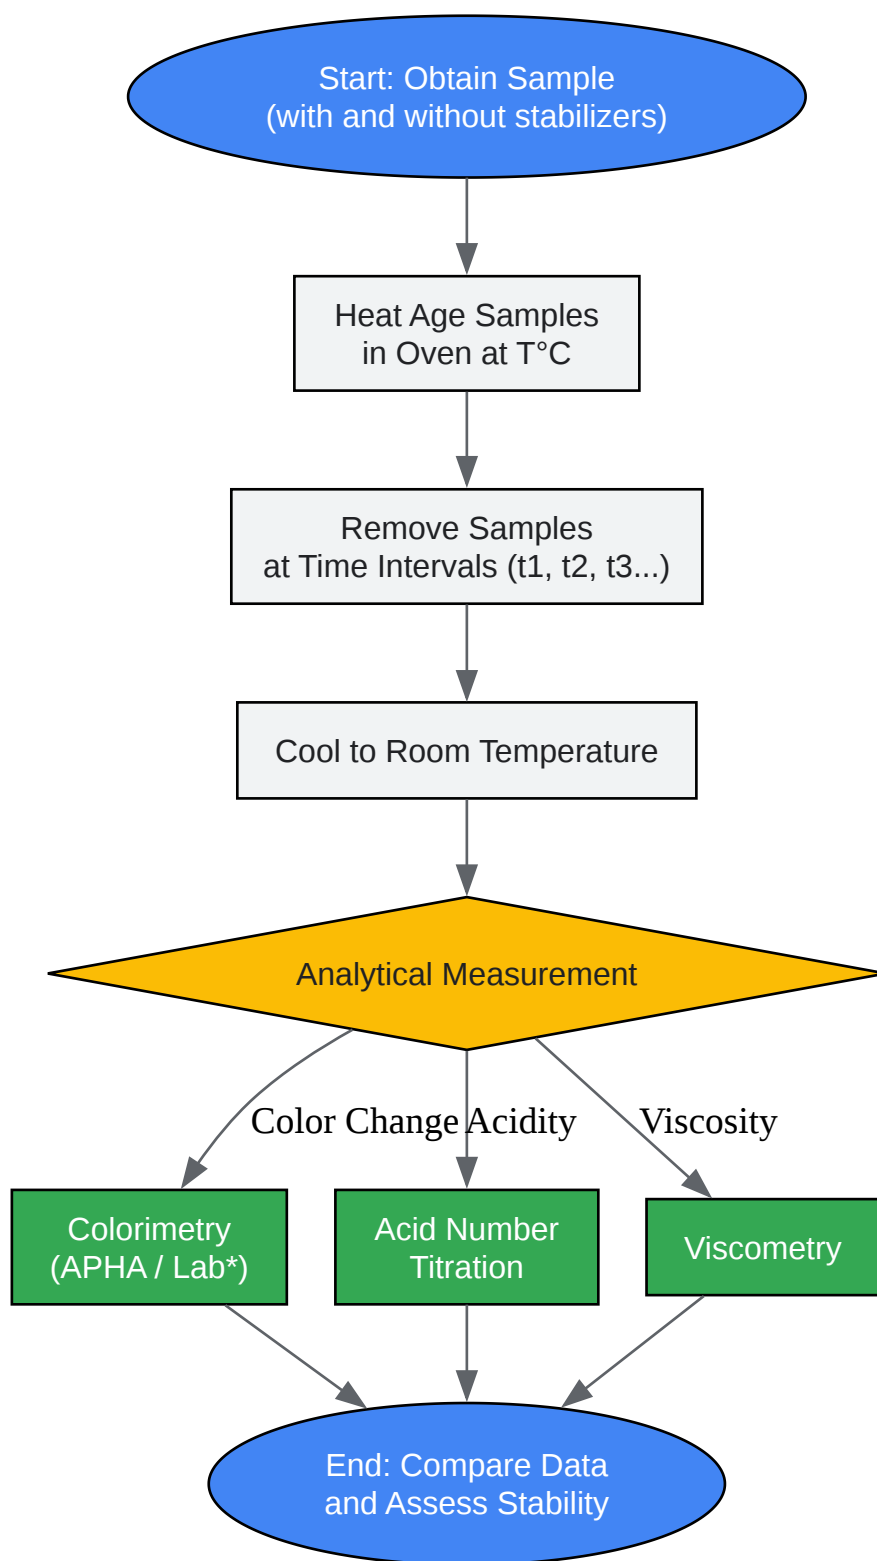 Start: Obtain Sample
(with and without stabilizers)
Heat Age Samples
in Oven at T°C
Remove Samples
at Time Intervals (t1, t2, t3...)
Cool to Room Temperature
Analytical Measurement
Color Change
Acidity
Viscosity
Colorimetry
(APHA / Lab*)
Acid Number
Titration
Viscometry
End: Compare Data
and Assess Stability